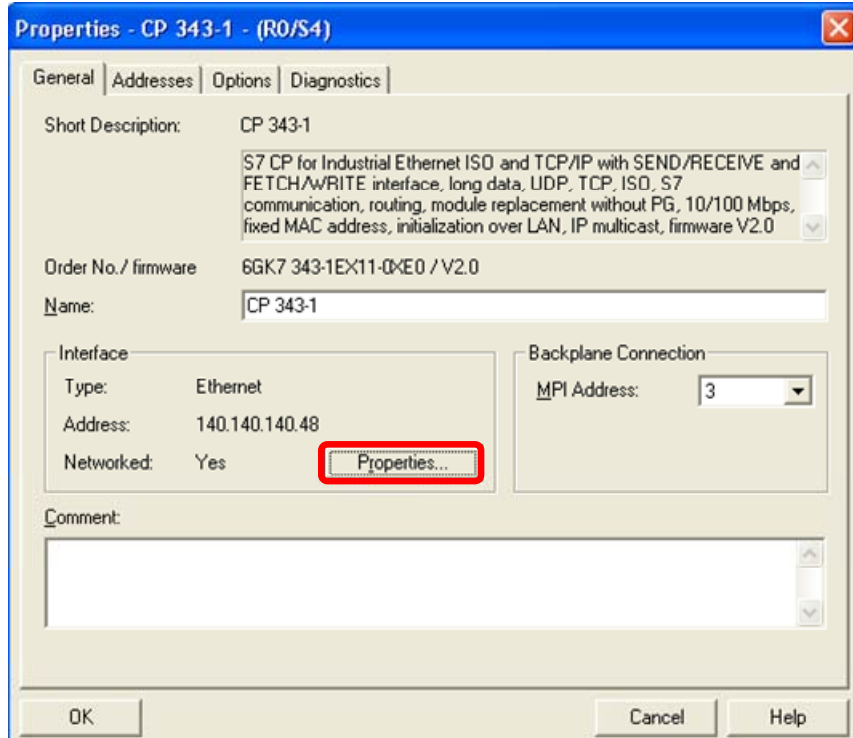 Properties - CP 343-1 - (R0/S4)
General Addresses Options Diagnostics
Short Description: CP 343-1
S7 CP for Industrial Ethernet ISO and TCP/IP with SEND/RECEIVE and
FETCH/WRITE interface, long data, UDP, TCP, ISO, S7
communication, routing, module replacement without PG, 10/100 Mbps,
fixed MAC address, initialization over LAN, IP multicast, firmware V2.0
Order No./ firmware 6GK7 343-1EX11-0XE0 / V2.0
Name: CP 343-1
Interface
Type: Ethernet
Address: 140.140.140.48
Networked: Yes Properties...
Backplane Connection
MPI Address: 3
Comment:
OK Cancel Help